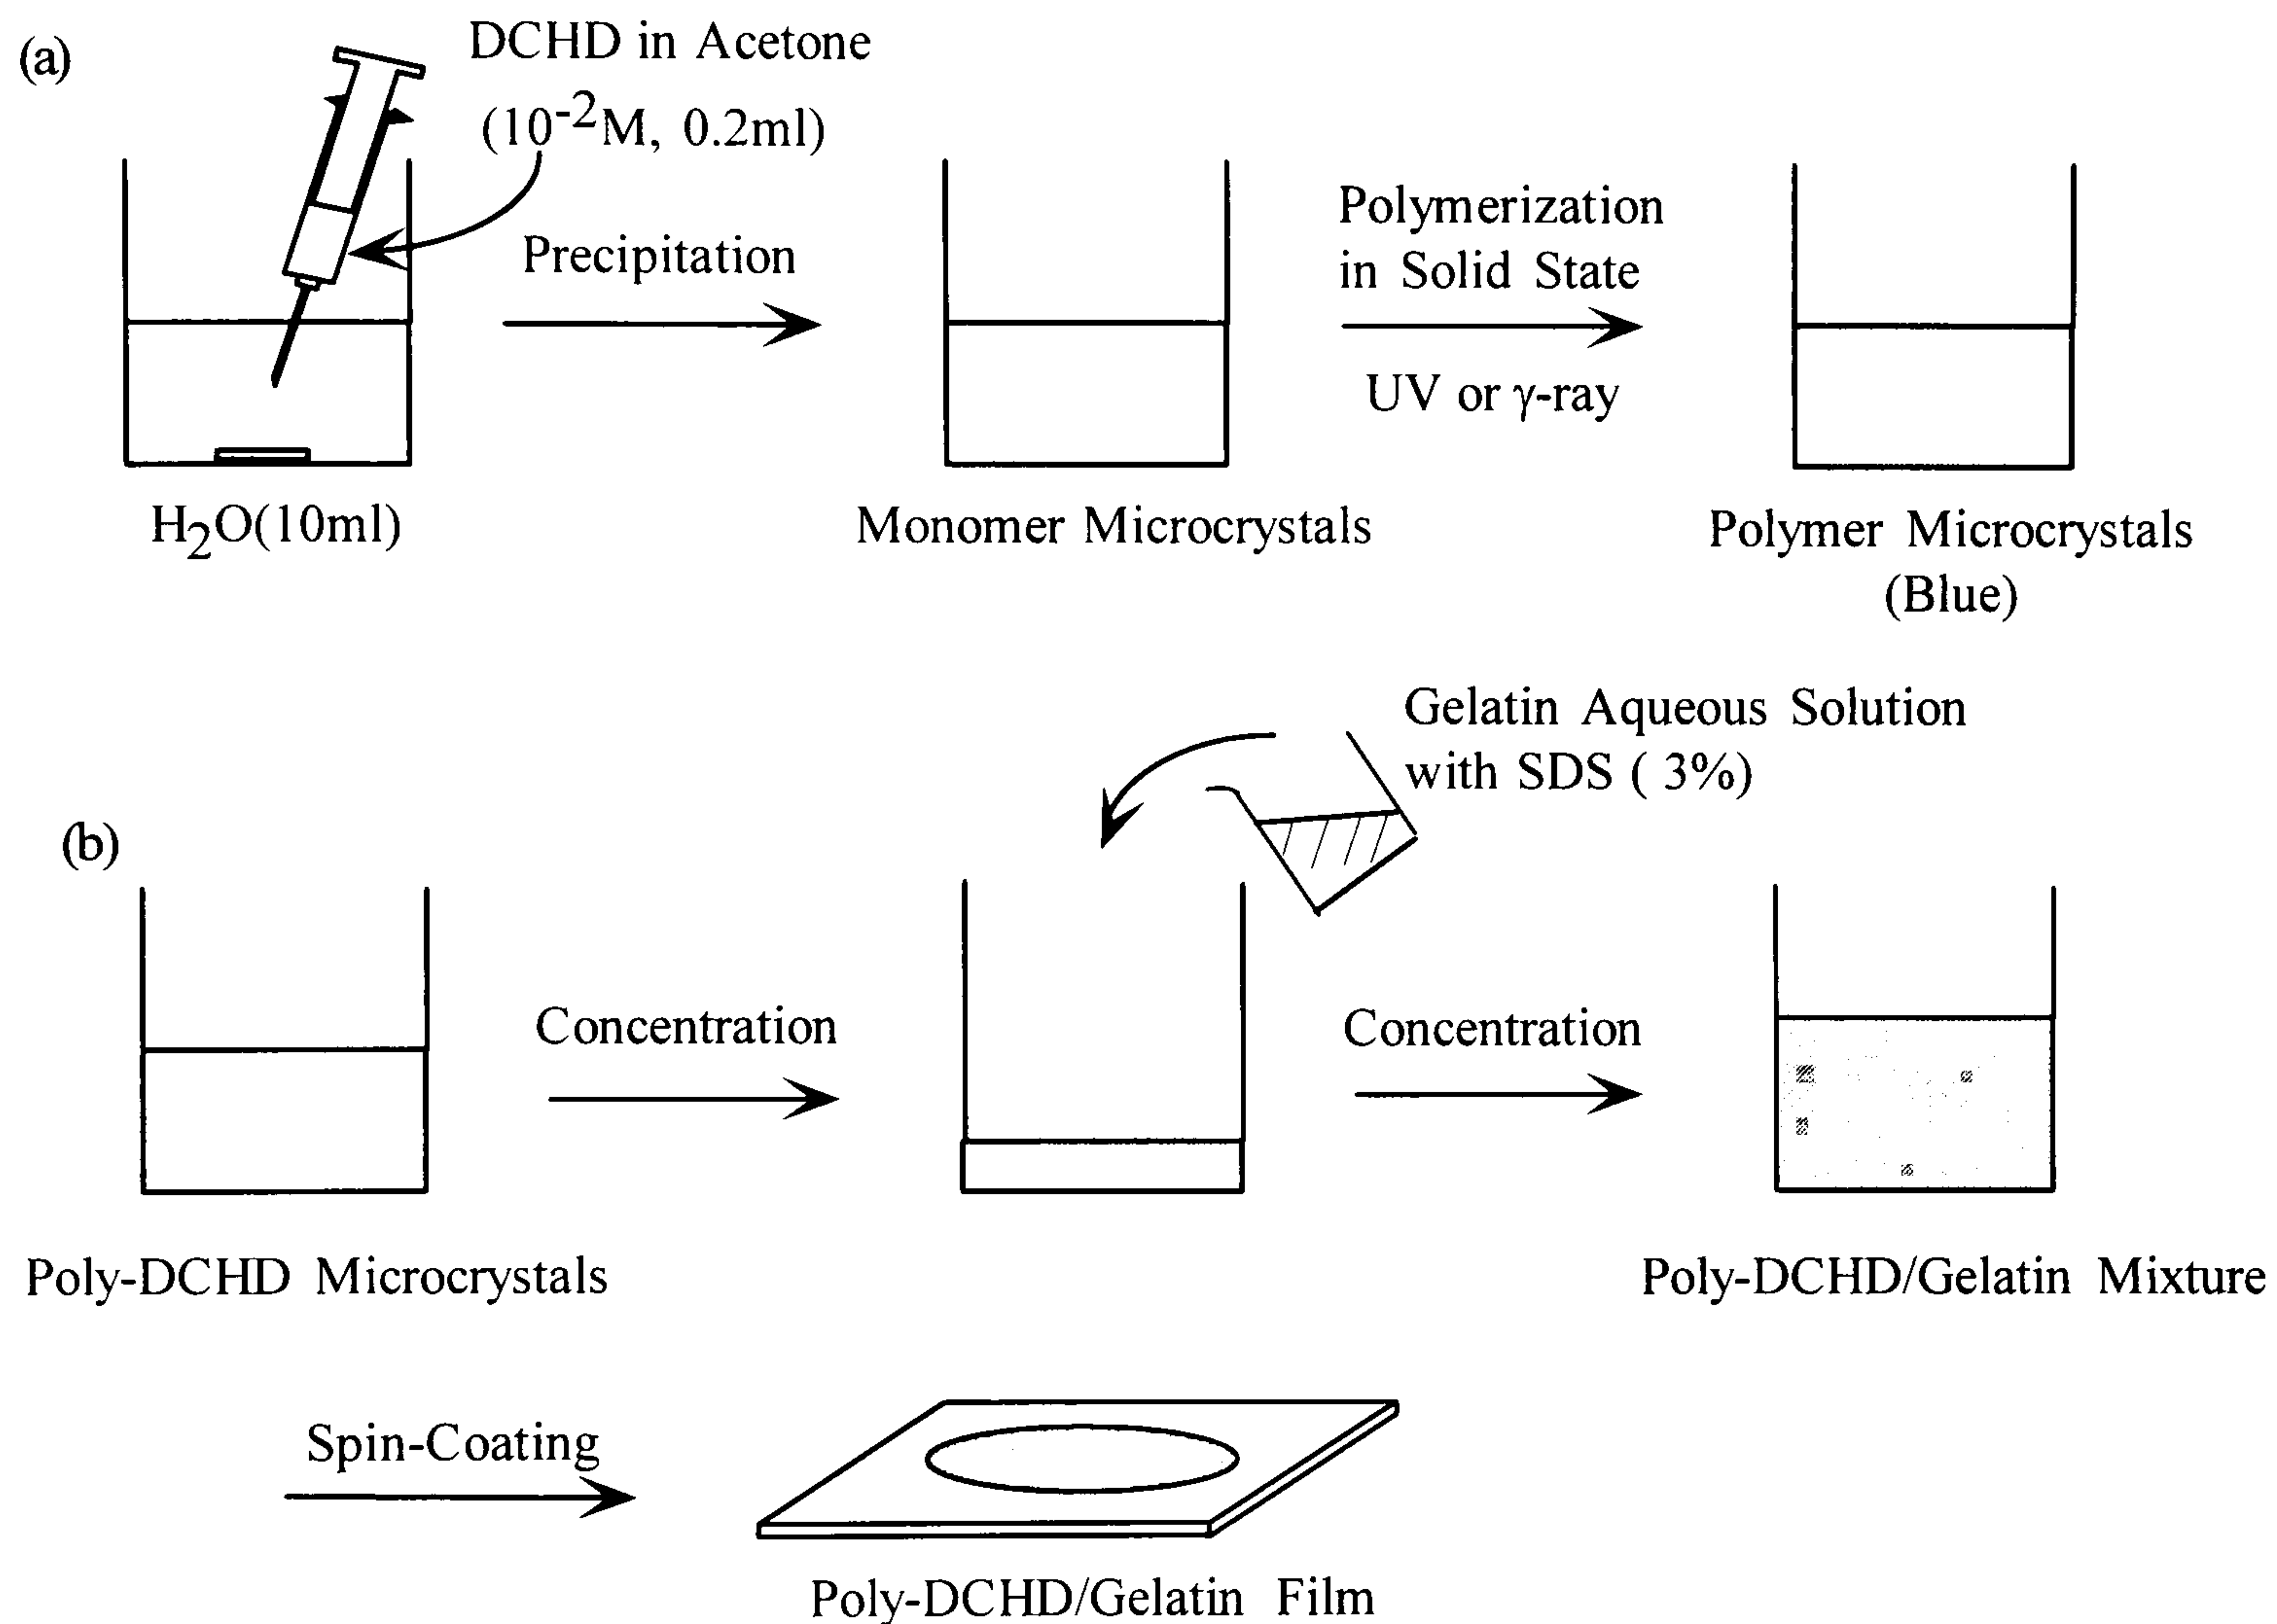 (a)
DCHD in Acetone
(10⁻²M, 0.2ml)
Precipitation
Polymerization
in Solid State
UV or γ-ray
H₂O(10ml)
Monomer Microcrystals
Polymer Microcrystals
(Blue)
Gelatin Aqueous Solution
with SDS ( 3%)
(b)
Concentration
Concentration
Poly-DCHD Microcrystals
Poly-DCHD/Gelatin Mixture
Spin-Coating
Poly-DCHD/Gelatin Film